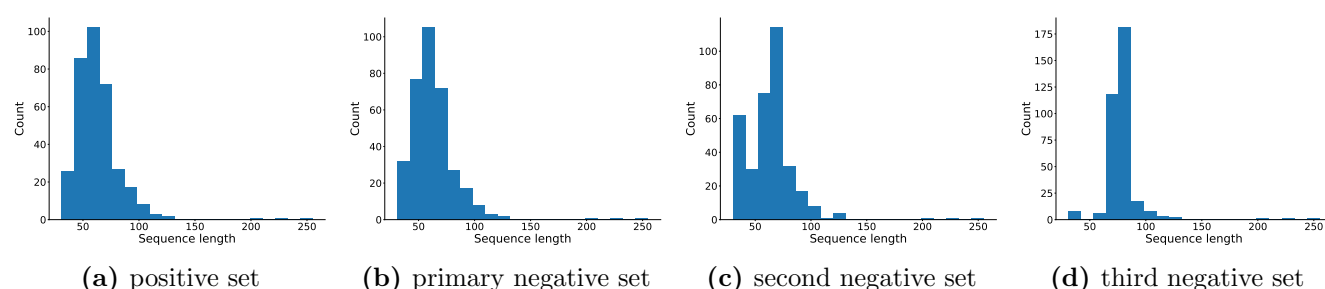 100
80
60
40
20
0
Count
50 100 150 200 250
Sequence length
(a) positive set
100
80
60
40
20
0
Count
50 100 150 200 250
Sequence length
(b) primary negative set
100
80
60
40
20
0
Count
50 100 150 200 250
Sequence length
(c) second negative set
175
150
125
100
75
50
25
0
Count
50 100 150 200 250
Sequence length
(d) third negative set